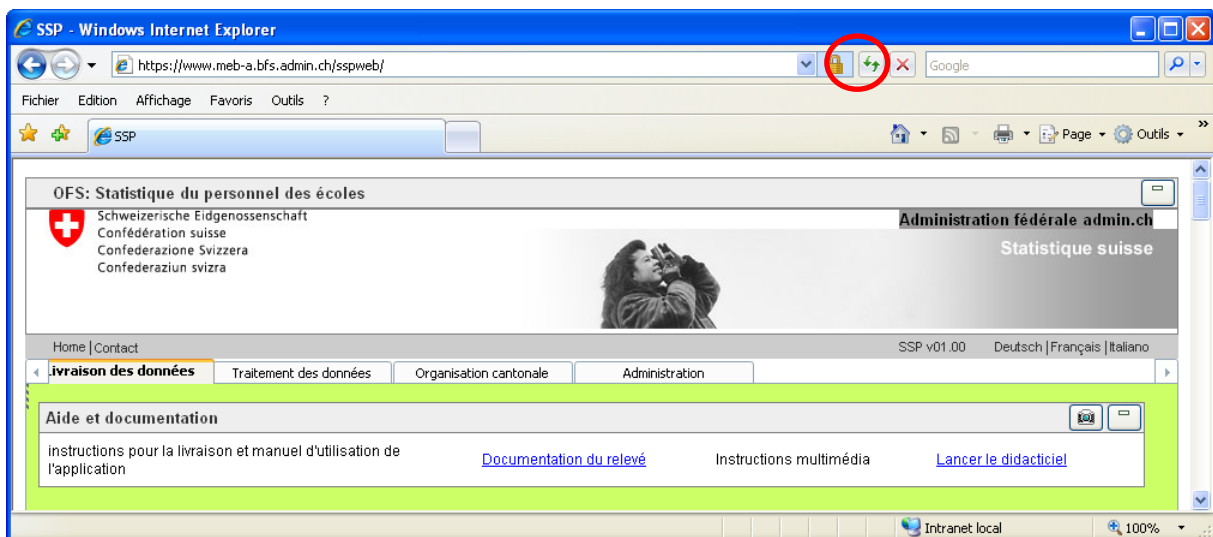 SSP - Windows Internet Explorer
https://www.meb-a.bfs.admin.ch/sspweb/
Google
Fichier Edition Affichage Favoris Outils ?
SSP
Page Outils »
OFS: Statistique du personnel des écoles
Schweizerische Eidgenossenschaft
Confédération suisse
Confederazione Svizzera
Confederaziun svizra
Administration fédérale admin.ch
Statistique suisse
Home | Contact
SSP v01.00 Deutsch | Français | Italiano
Livraison des données Traitement des données Organisation cantonale Administration
Aide et documentation
instructions pour la livraison et manuel d'utilisation de
l'application
Documentation du relevé Instructions multimédia Lancer le didacticiel
Intranet local 100%